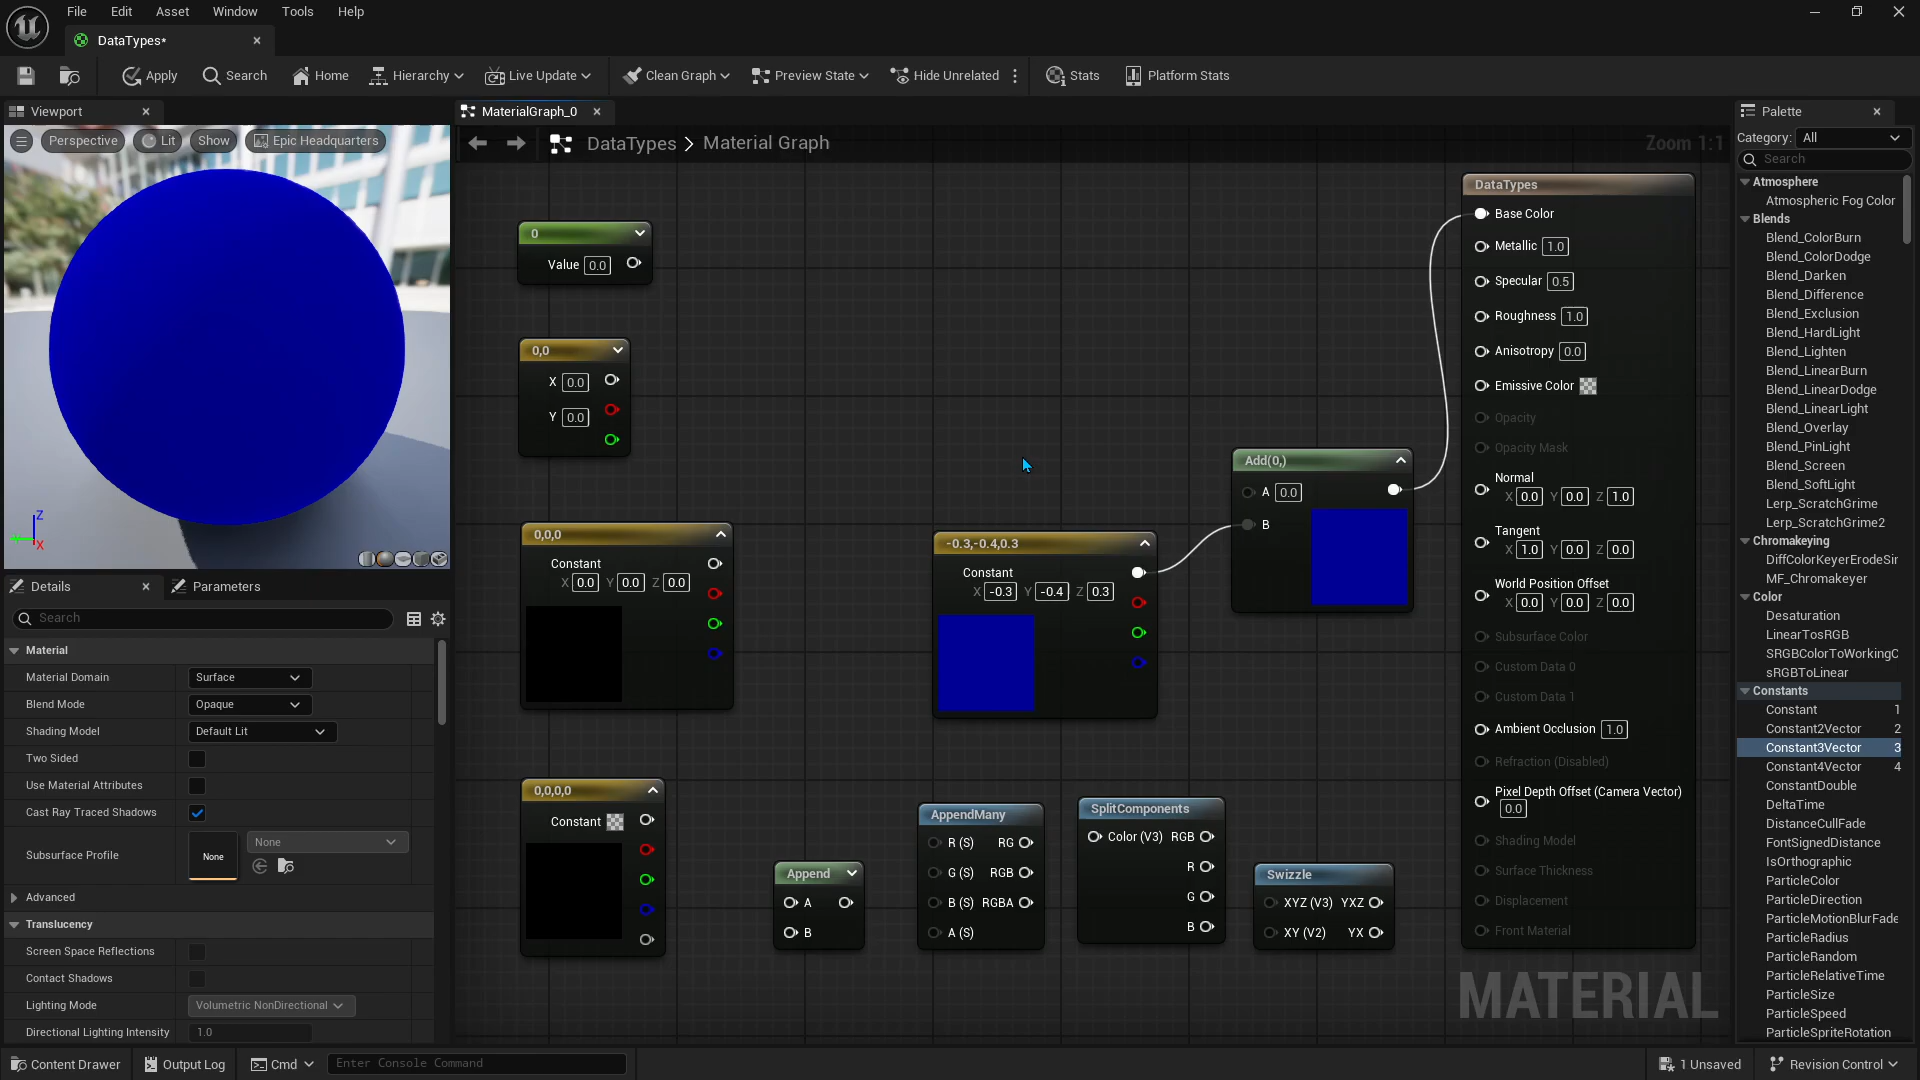 File Edit Asset Window Tools Help
DataTypes*
Apply Search Home Hierarchy Live Update Clean Graph Preview State Hide Unrelated Stats Platform Stats
Viewport
Perspective Lit Show Epic Headquarters
Z
X
MaterialGraph_0
DataTypes > Material Graph
Zoom 1:1
0
Value 0.0
0,0
X 0.0
Y 0.0
0,0,0
Constant
X 0.0 Y 0.0 Z 0.0
-0.3,-0.4,0.3
Constant
X -0.3 Y -0.4 Z 0.3
Add(0,)
A 0.0
B
0,0,0,0
Constant
Append
A
B
AppendMany
R (S) RG
G (S) RGB
B (S) RGBA
A (S)
SplitComponents
Color (V3) RGB
R
G
B
Swizzle
XYZ (V3) YXZ
XY (V2) YX
DataTypes
Base Color
Metallic 1.0
Specular 0.5
Roughness 1.0
Anisotropy 0.0
Emissive Color
Opacity
Opacity Mask
Normal
X 0.0 Y 0.0 Z 1.0
Tangent
X 1.0 Y 0.0 Z 0.0
World Position Offset
X 0.0 Y 0.0 Z 0.0
Subsurface Color
Custom Data 0
Custom Data 1
Ambient Occlusion 1.0
Refraction (Disabled)
Pixel Depth Offset (Camera Vector)
0.0
Shading Model
Surface Thickness
Displacement
Front Material
MATERIAL
Details
Parameters
Search
Material
Material Domain Surface
Blend Mode Opaque
Shading Model Default Lit
Two Sided
Use Material Attributes
Cast Ray Traced Shadows
Subsurface Profile None None
Advanced
Translucency
Screen Space Reflections
Contact Shadows
Lighting Mode Volumetric NonDirectional
Directional Lighting Intensity 1.0
Palette
Category: All
Search
Atmosphere
Atmospheric Fog Color
Blends
Blend_ColorBurn
Blend_ColorDodge
Blend_Darken
Blend_Difference
Blend_Exclusion
Blend_HardLight
Blend_Lighten
Blend_LinearBurn
Blend_LinearDodge
Blend_LinearLight
Blend_Overlay
Blend_PinLight
Blend_Screen
Blend_SoftLight
Lerp_ScratchGrime
Lerp_ScratchGrime2
Chromakeying
DiffColorKeyerErodeSir
MF_Chromakeyer
Color
Desaturation
LinearTosRGB
SRGBColorToWorkingC
sRGBToLinear
Constants
Constant 1
Constant2Vector 2
Constant3Vector 3
Constant4Vector 4
ConstantDouble
DeltaTime
DistanceCullFade
FontSignedDistance
IsOrthographic
ParticleColor
ParticleDirection
ParticleMotionBlurFade
ParticleRadius
ParticleRandom
ParticleRelativeTime
ParticleSize
ParticleSpeed
ParticleSpriteRotation
Content Drawer Output Log Cmd Enter Console Command
1 Unsaved Revision Control